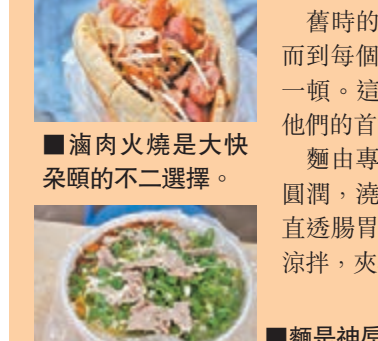 ■滷肉火燒是大快
朵頤的不二選擇。
舊時的
而到每個
一頓。這
他們的首
麵由專
圓潤，澆
直透腸胃
涼拌，夾
■麵是神